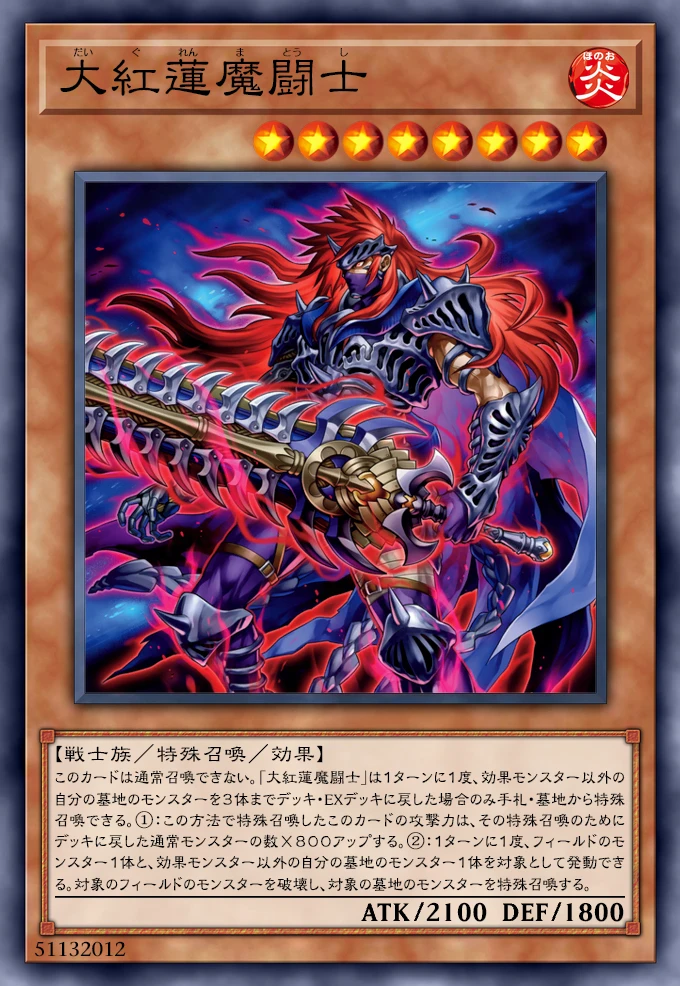 だい ぐ れん ま とう し
大紅蓮魔闘士
ほのお
炎
【戦士族／特殊召喚／効果】
このカードは通常召喚できない。「大紅蓮魔闘士」は1ターンに1度、効果モンスター以外の
自分の墓地のモンスターを3体までデッキ・EXデッキに戻した場合のみ手札・墓地から特殊
召喚できる。①：この方法で特殊召喚したこのカードの攻撃力は、その特殊召喚のために
デッキに戻した通常モンスターの数×800アップする。②：1ターンに1度、フィールドのモ
ンスター1体と、効果モンスター以外の自分の墓地のモンスター1体を対象として発動でき
る。対象のフィールドのモンスターを破壊し、対象の墓地のモンスターを特殊召喚する。
ATK/2100 DEF/1800
51132012